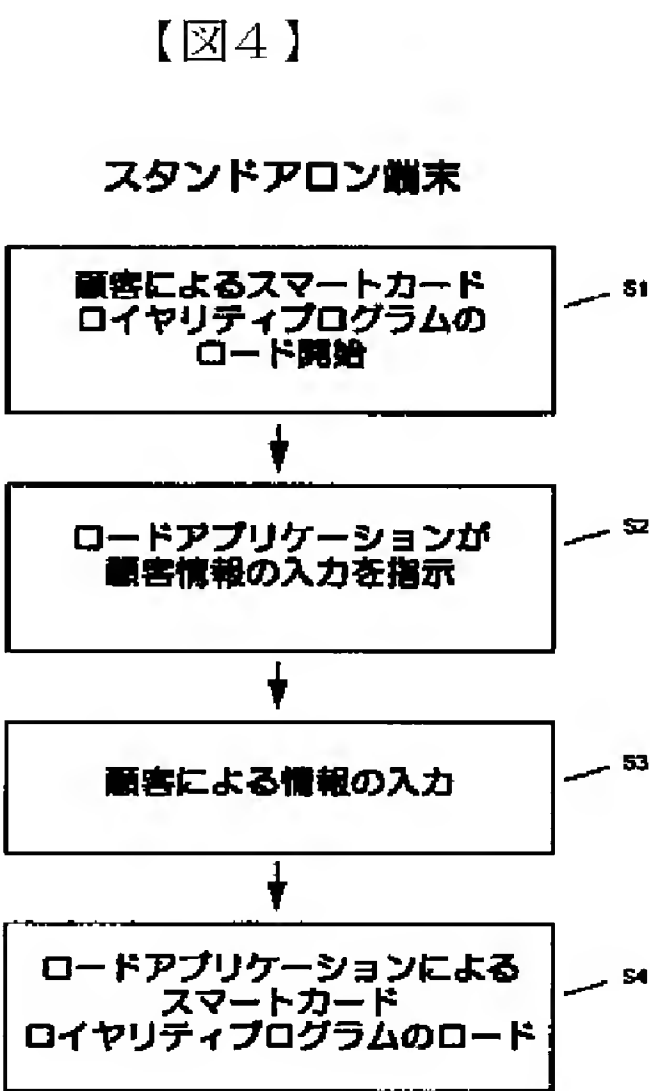 【図４】
スタンドアロン端末
顧客によるスマートカード
ロイヤリティプログラムの
ロード開始
S1
ロードアプリケーションが
顧客情報の入力を指示
S2
顧客による情報の入力
S3
ロードアプリケーションによる
スマートカード
ロイヤリティプログラムのロード
S4